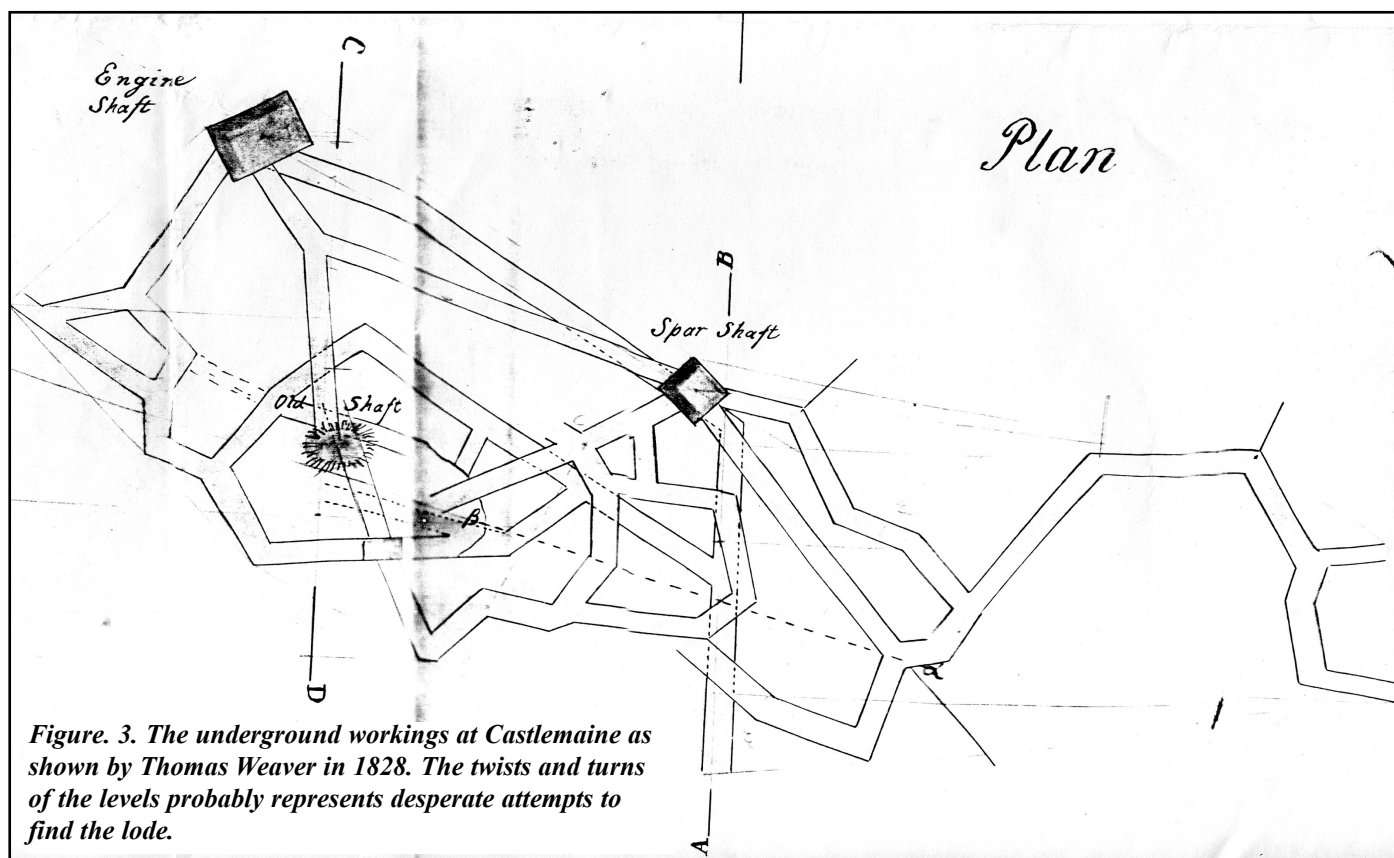 C
Engine
Shaft
Plan
B
Spar Shaft
Old Shaft
β
α
D
A
Figure. 3. The underground workings at Castlemaine as
shown by Thomas Weaver in 1828. The twists and turns
of the levels probably represents desperate attempts to
find the lode.